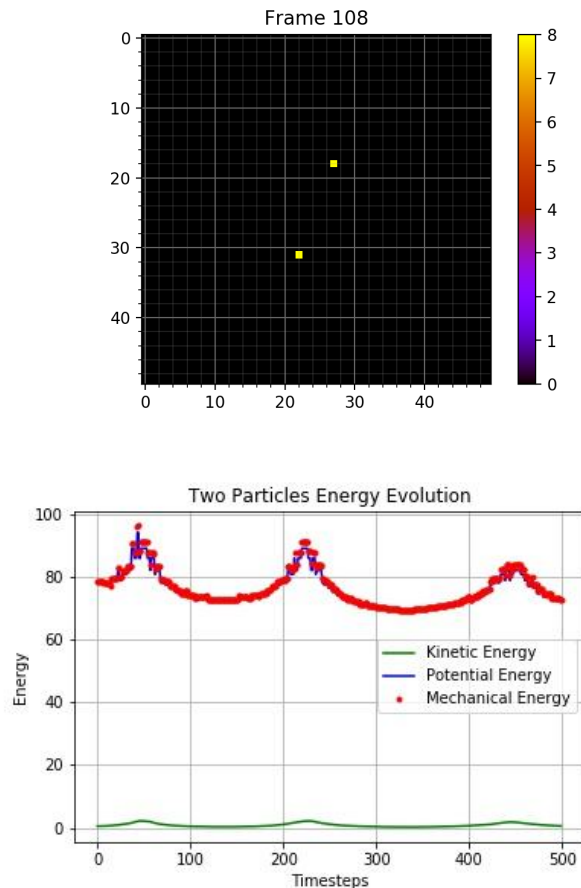 Frame 108
0
10
20
30
40
0 10 20 30 40
8
7
6
5
4
3
2
1
0
Two Particles Energy Evolution
100
80
60
40
20
0
Energy
Kinetic Energy
Potential Energy
Mechanical Energy
0 100 200 300 400 500
Timesteps